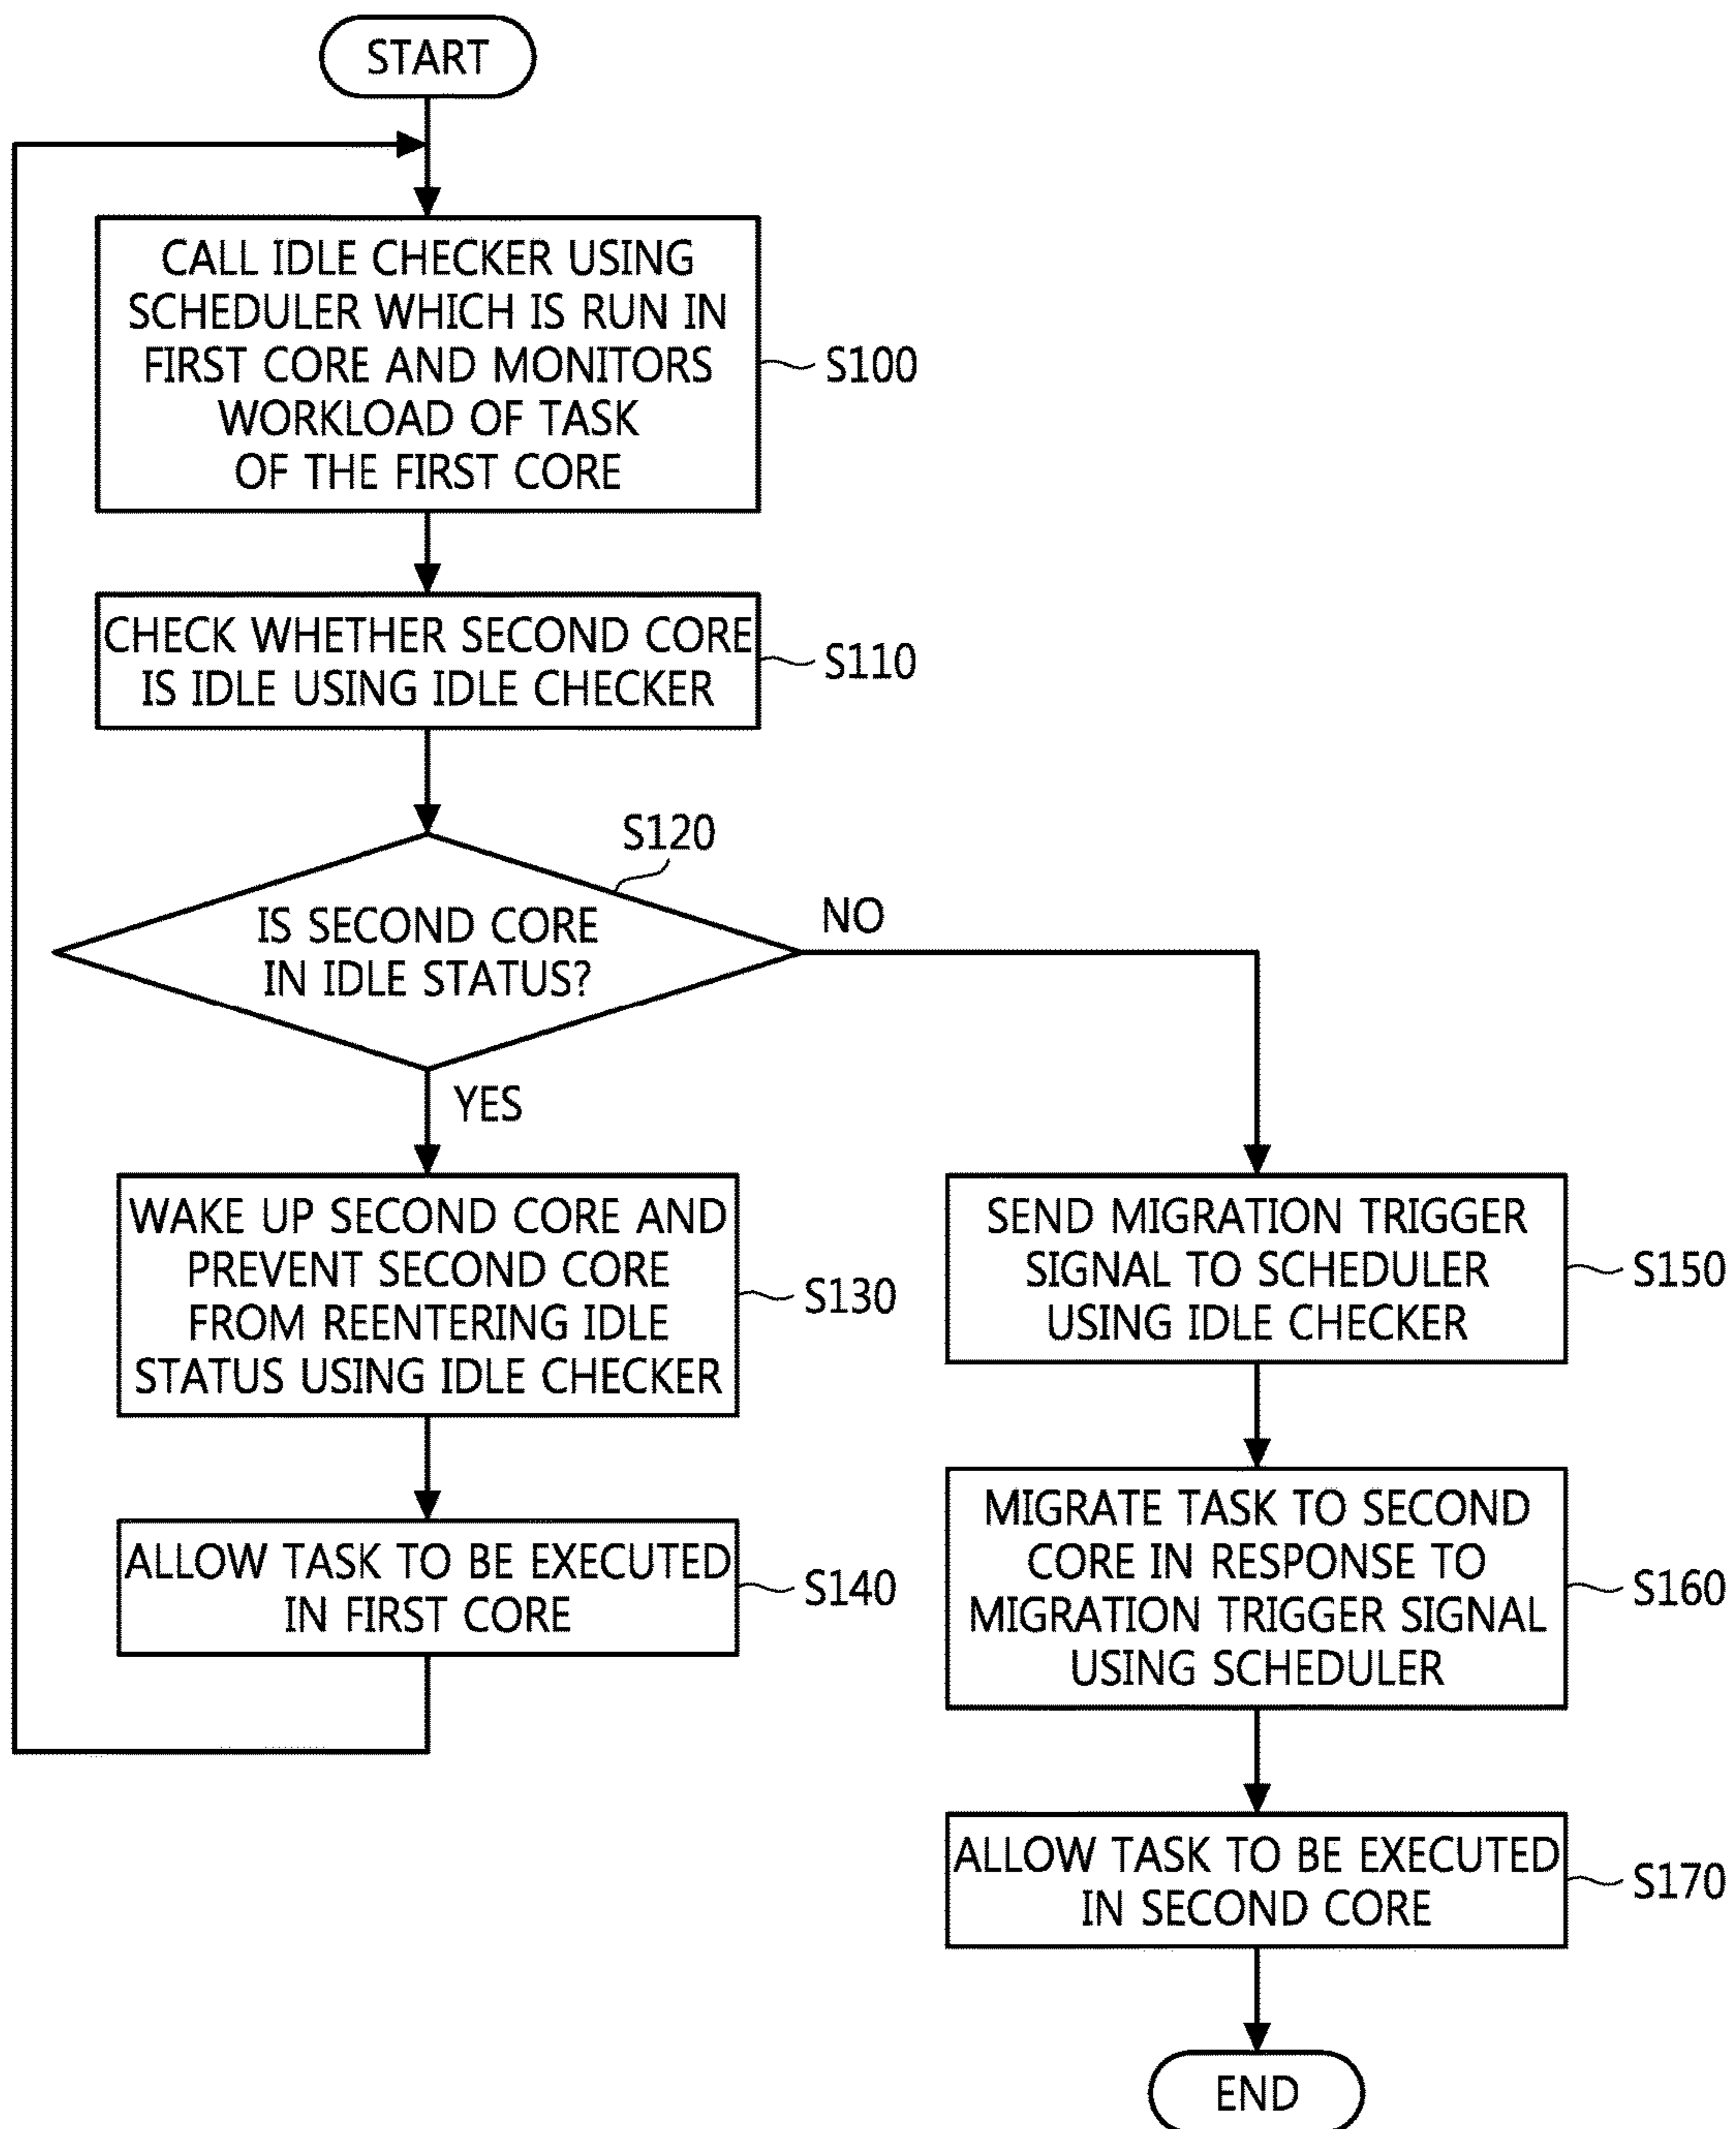 START
CALL IDLE CHECKER USING
SCHEDULER WHICH IS RUN IN
FIRST CORE AND MONITORS
WORKLOAD OF TASK
OF THE FIRST CORE
S100
CHECK WHETHER SECOND CORE
IS IDLE USING IDLE CHECKER
S110
S120
IS SECOND CORE
IN IDLE STATUS?
NO
YES
WAKE UP SECOND CORE AND
PREVENT SECOND CORE
FROM REENTERING IDLE
STATUS USING IDLE CHECKER
S130
ALLOW TASK TO BE EXECUTED
IN FIRST CORE
S140
SEND MIGRATION TRIGGER
SIGNAL TO SCHEDULER
USING IDLE CHECKER
S150
MIGRATE TASK TO SECOND
CORE IN RESPONSE TO
MIGRATION TRIGGER SIGNAL
USING SCHEDULER
S160
ALLOW TASK TO BE EXECUTED
IN SECOND CORE
S170
END